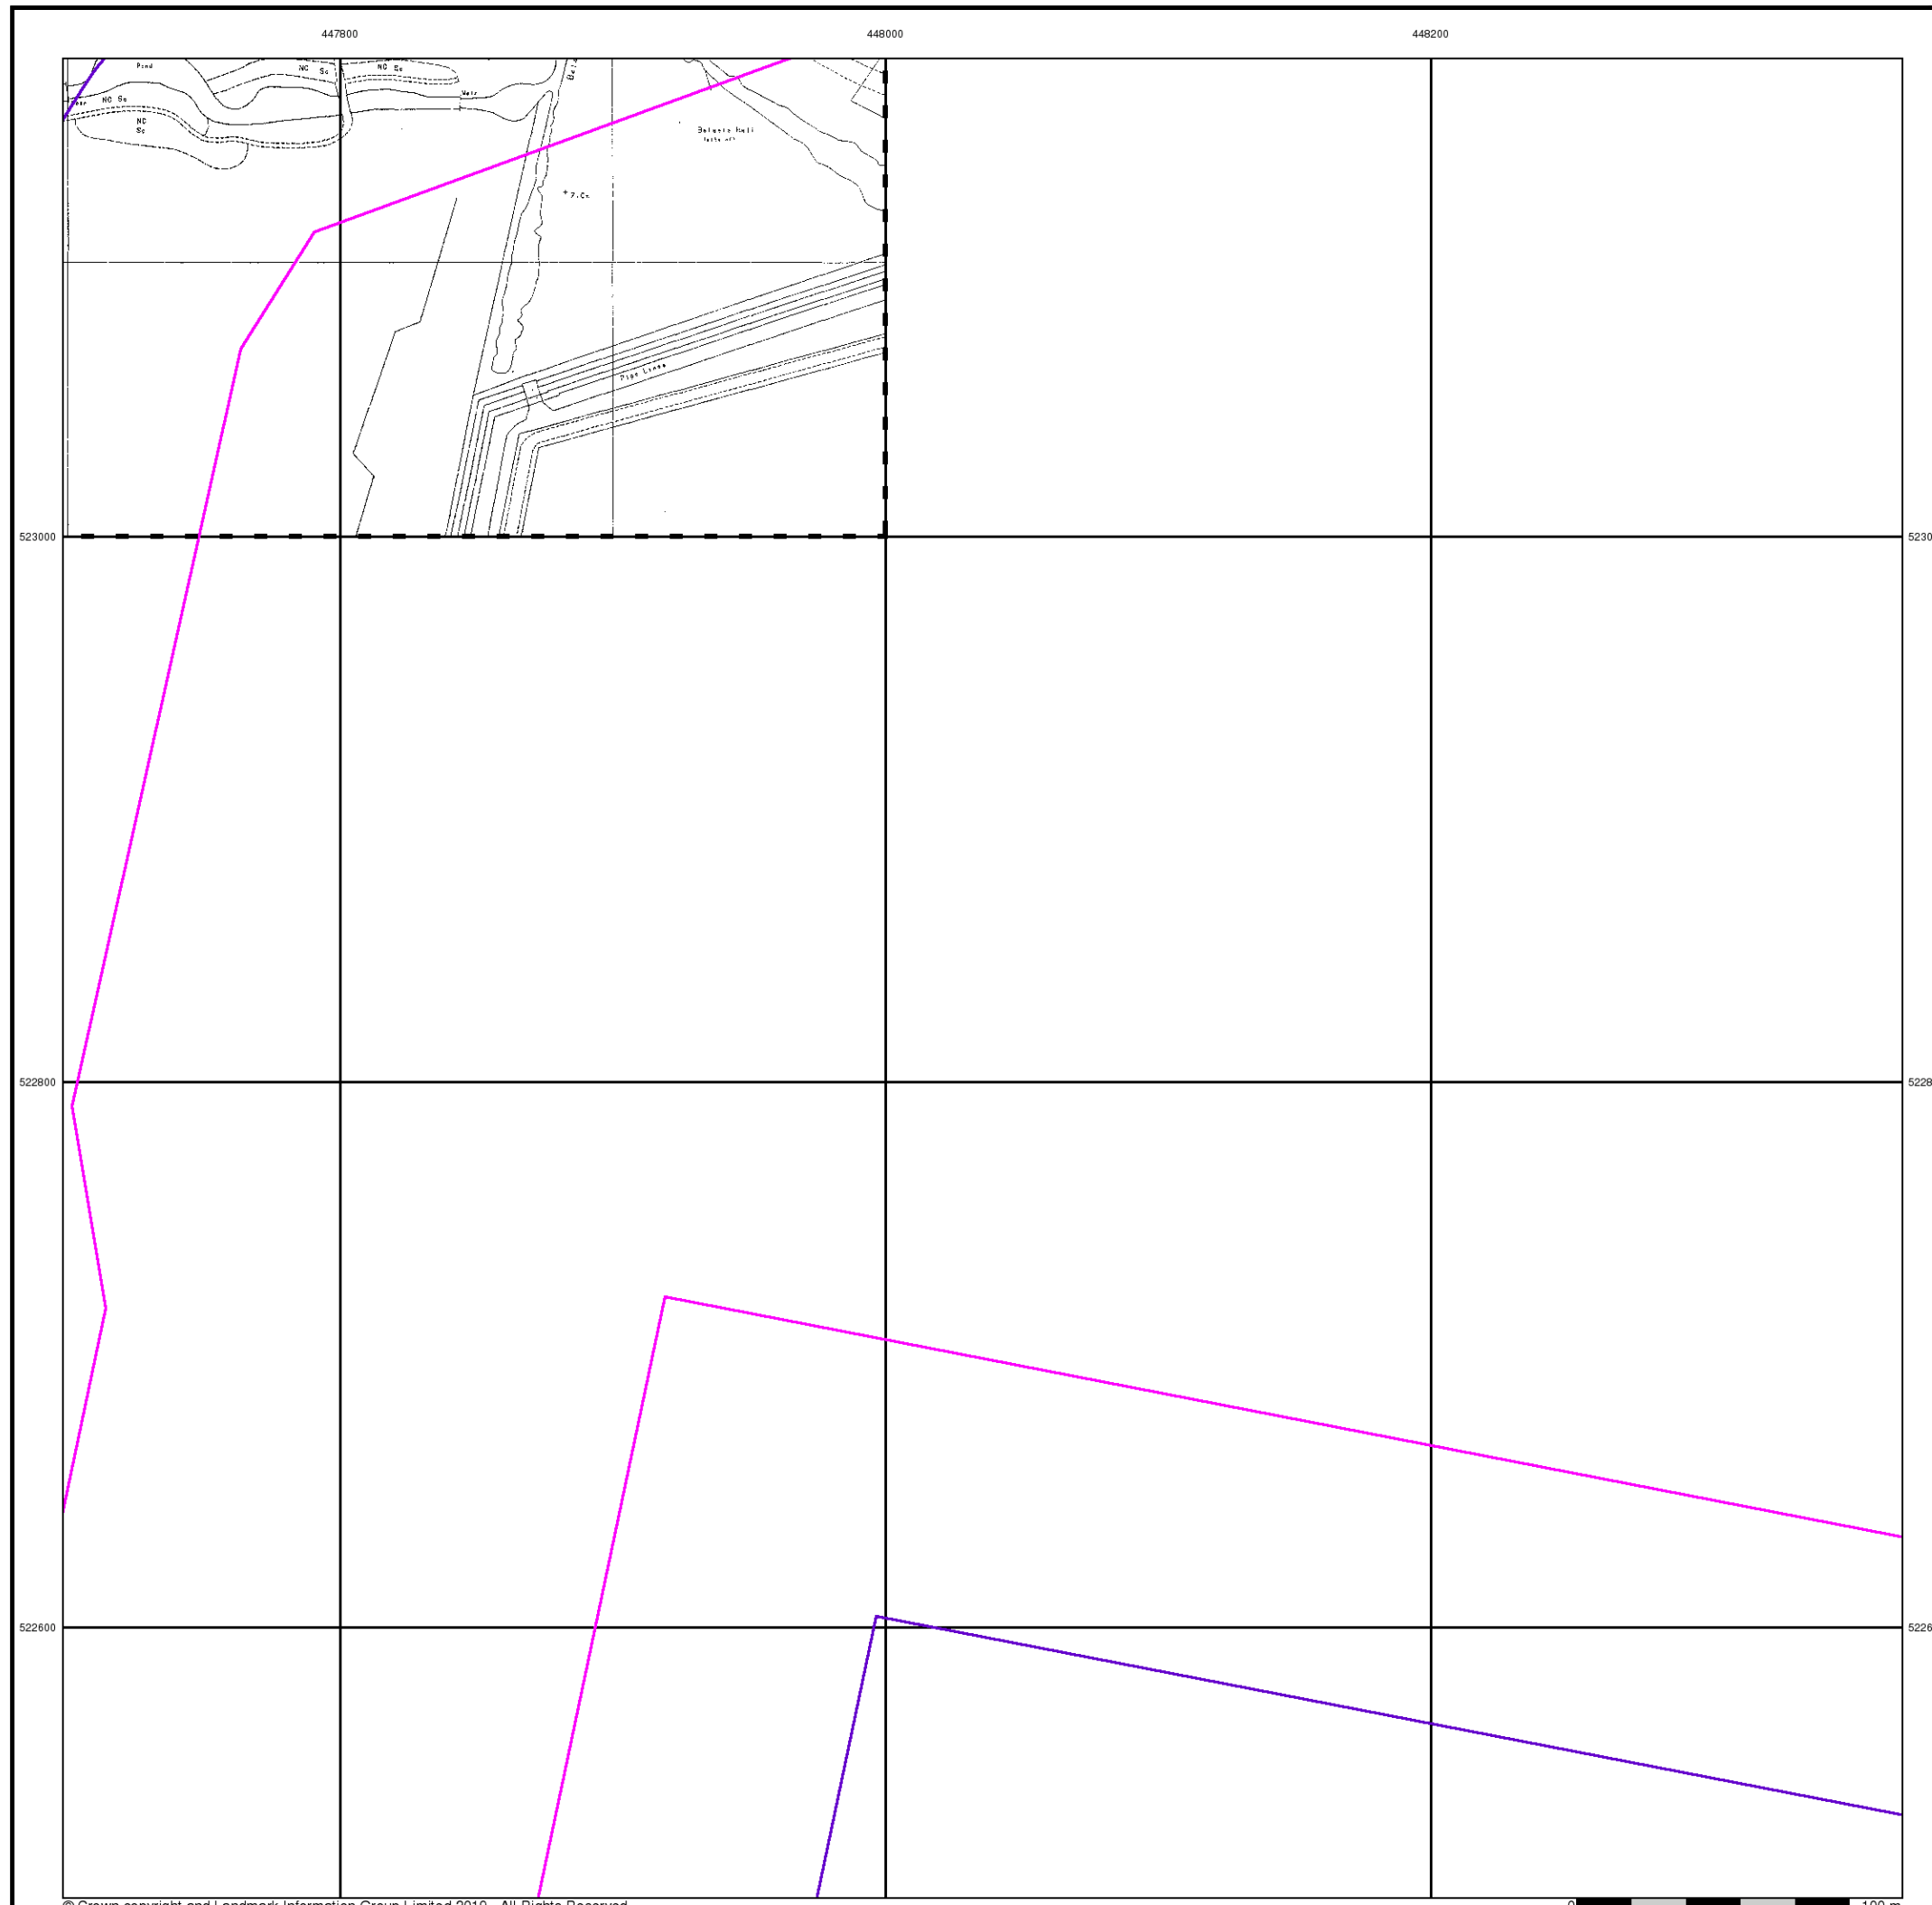 447800 448000 448200
Pond
NC Sc
NC Sc
NC Sc
Weir
NC
Sc
Pipe Lines
523000
522800
522600
© Crown copyright and Landmark Information Group Limited 2010. All Rights Reserved.
0 100 m